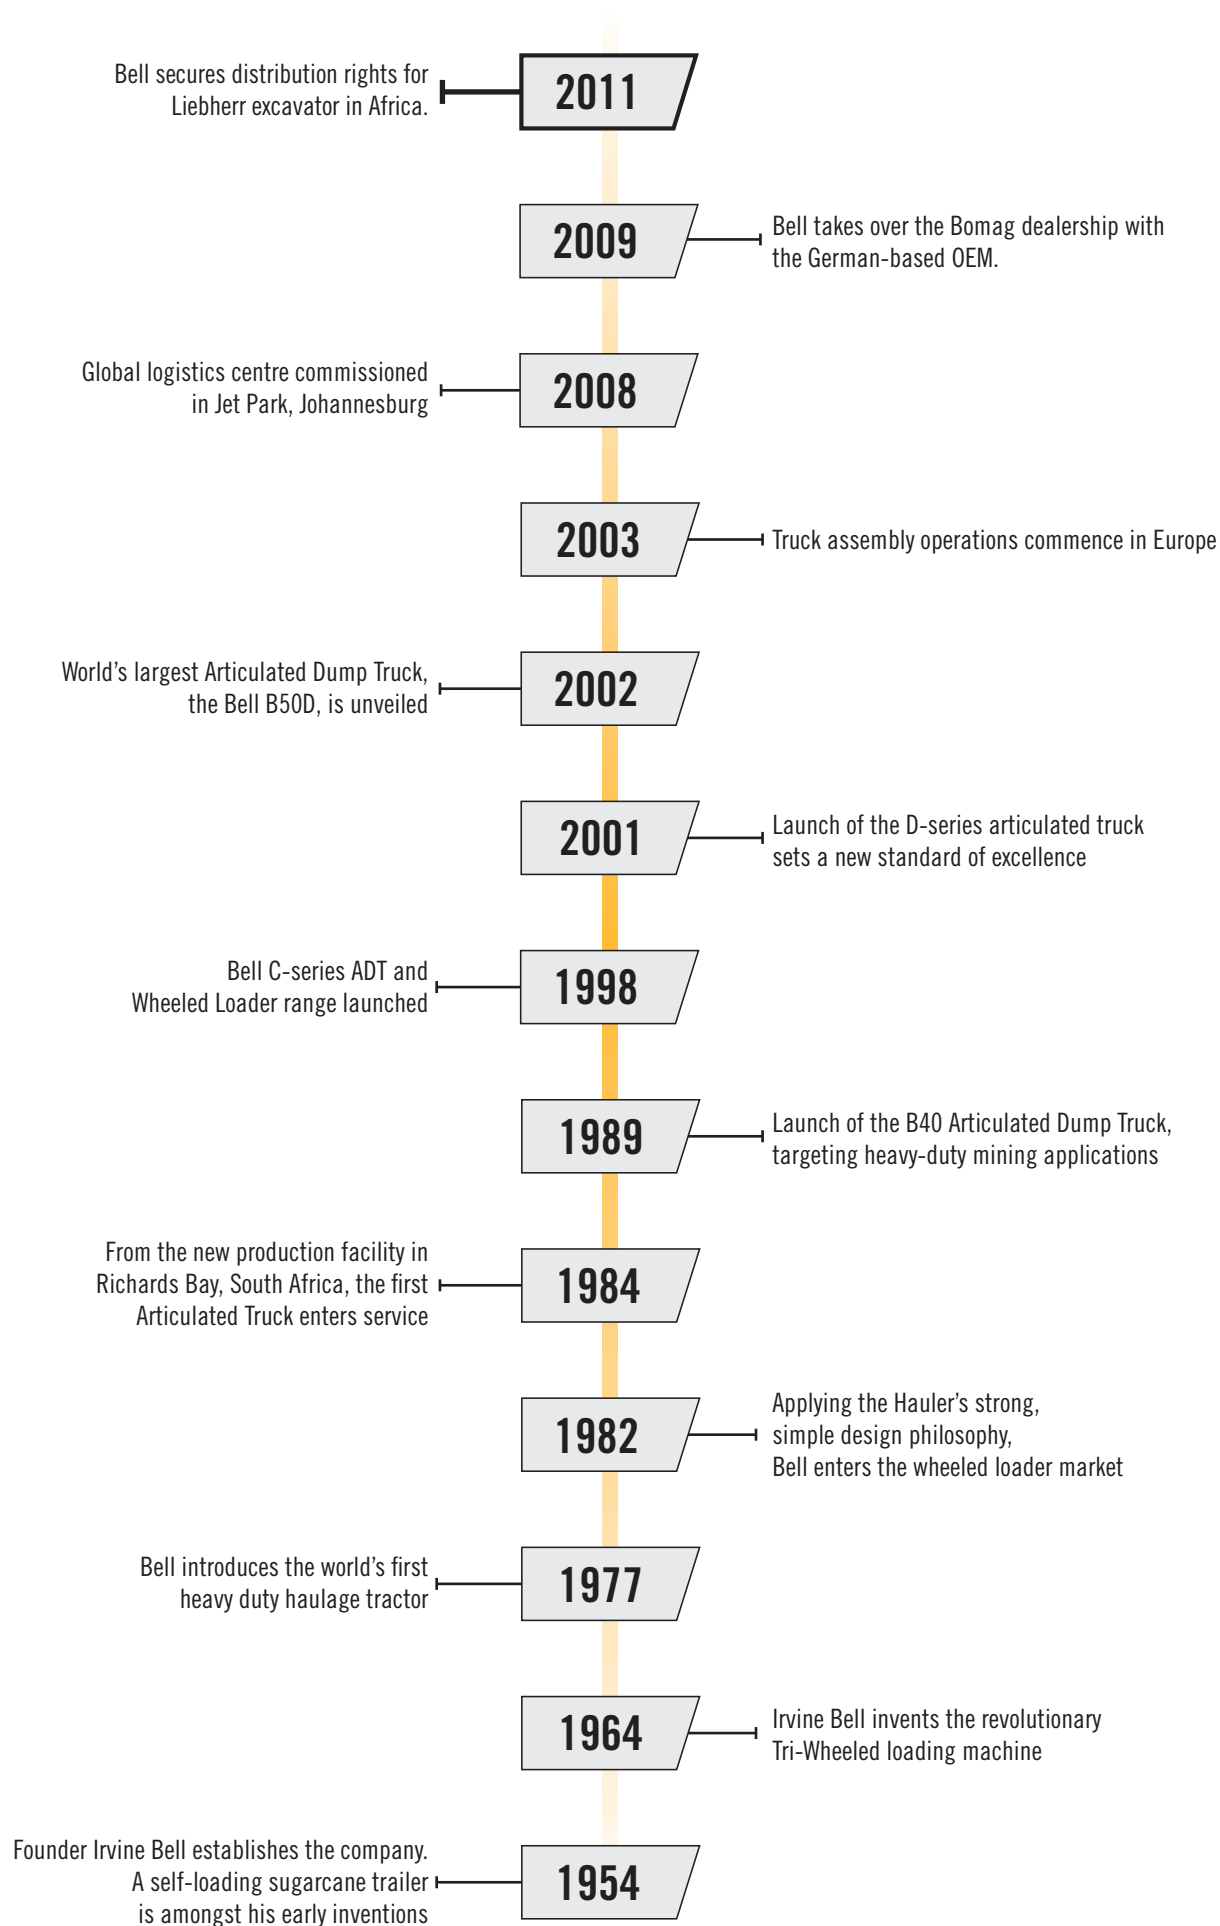 Bell secures distribution rights for
Liebherr excavator in Africa.
2011
2009
Bell takes over the Bomag dealership with
the German-based OEM.
Global logistics centre commissioned
in Jet Park, Johannesburg
2008
2003
Truck assembly operations commence in Europe
World’s largest Articulated Dump Truck,
the Bell B50D, is unveiled
2002
2001
Launch of the D-series articulated truck
sets a new standard of excellence
Bell C-series ADT and
Wheeled Loader range launched
1998
1989
Launch of the B40 Articulated Dump Truck,
targeting heavy-duty mining applications
From the new production facility in
Richards Bay, South Africa, the first
Articulated Truck enters service
1984
1982
Applying the Hauler’s strong,
simple design philosophy,
Bell enters the wheeled loader market
Bell introduces the world’s first
heavy duty haulage tractor
1977
1964
Irvine Bell invents the revolutionary
Tri-Wheeled loading machine
Founder Irvine Bell establishes the company.
A self-loading sugarcane trailer
is amongst his early inventions
1954